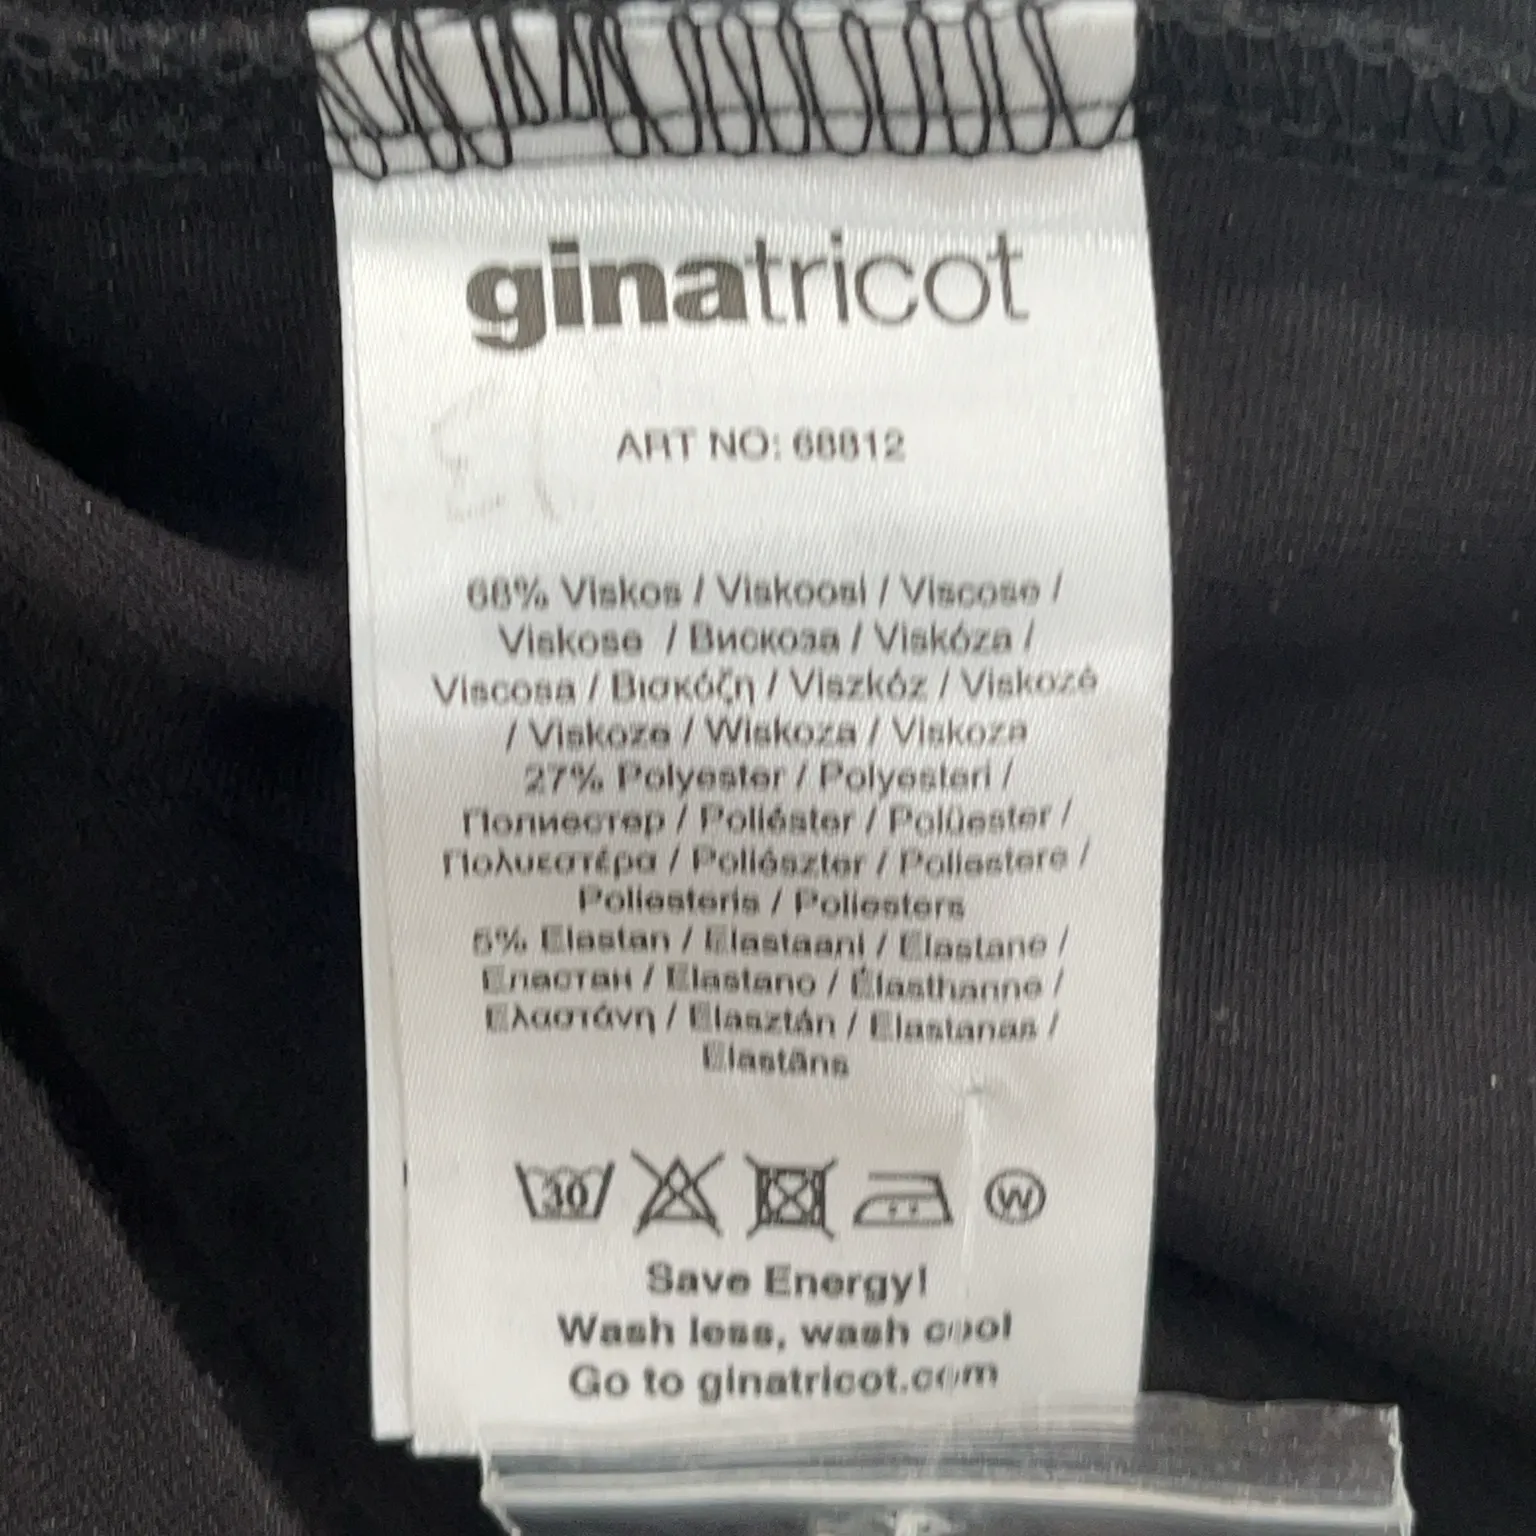 ginatricot
ART NO: 68812
68% Viskos / Viskoosi / Viscose /
Viskose / Вискоза / Viskóza /
Viscosa / Βισκόζη / Viszkóz / Viskozė
/ Viskoze / Wiskoza / Viskoza
27% Polyester / Polyesteri /
Полиестер / Poliéster / Polüester /
Πολυεστέρα / Poliészter / Poliestere /
Poliesteris / Poliesters
5% Elastan / Elastaani / Elastane /
Еластан / Elastano / Élasthanne /
Ελαστάνη / Elasztán / Elastanas /
Elastāns
30
W
Save Energy!
Wash less, wash cool
Go to ginatricot.com